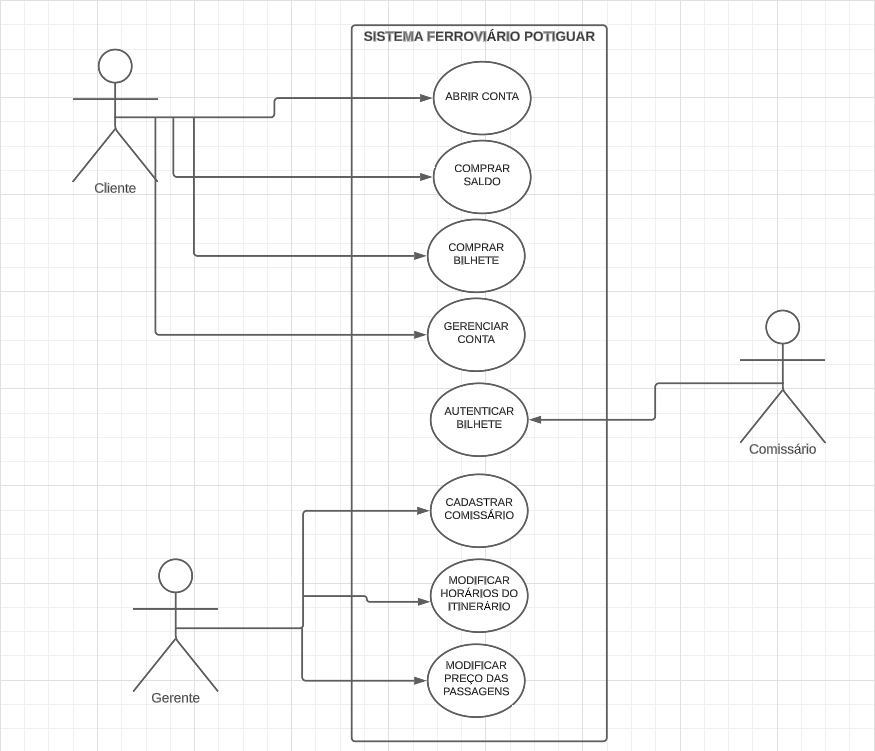 SISTEMA FERROVIÁRIO POTIGUAR
ABRIR CONTA
COMPRAR
SALDO
Cliente
COMPRAR
BILHETE
GERENCIAR
CONTA
AUTENTICAR
BILHETE
Comissário
CADASTRAR
COMISSÁRIO
MODIFICAR
HORÁRIOS DO
ITINERÁRIO
MODIFICAR
PREÇO DAS
PASSAGENS
Gerente